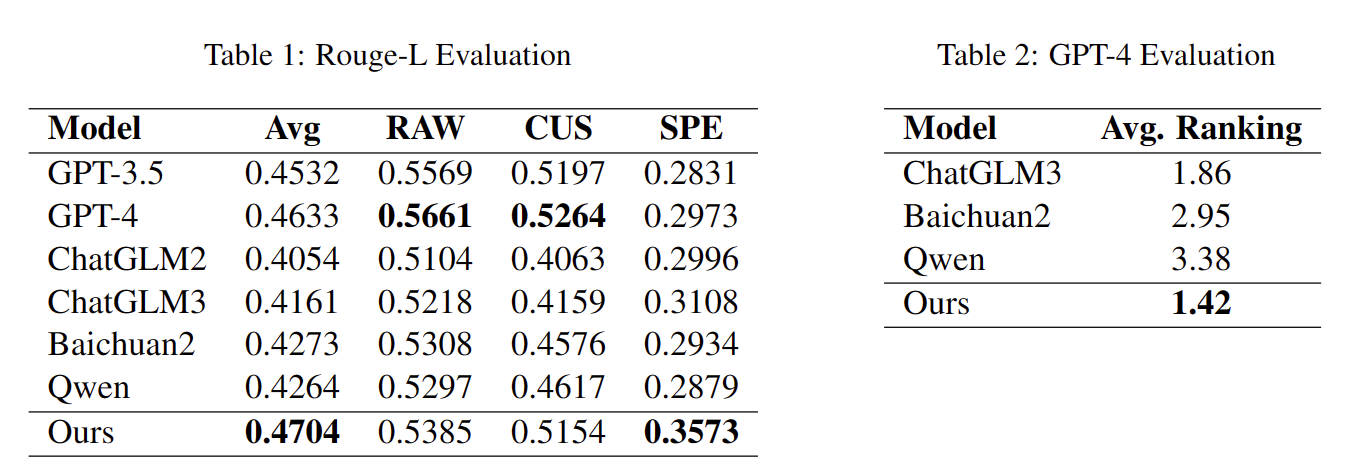 Table 1: Rouge-L Evaluation
Model Avg RAW CUS SPE
GPT-3.5 0.4532 0.5569 0.5197 0.2831
GPT-4 0.4633 0.5661 0.5264 0.2973
ChatGLM2 0.4054 0.5104 0.4063 0.2996
ChatGLM3 0.4161 0.5218 0.4159 0.3108
Baichuan2 0.4273 0.5308 0.4576 0.2934
Qwen 0.4264 0.5297 0.4617 0.2879
Ours 0.4704 0.5385 0.5154 0.3573
Table 2: GPT-4 Evaluation
Model Avg. Ranking
ChatGLM3 1.86
Baichuan2 2.95
Qwen 3.38
Ours 1.42